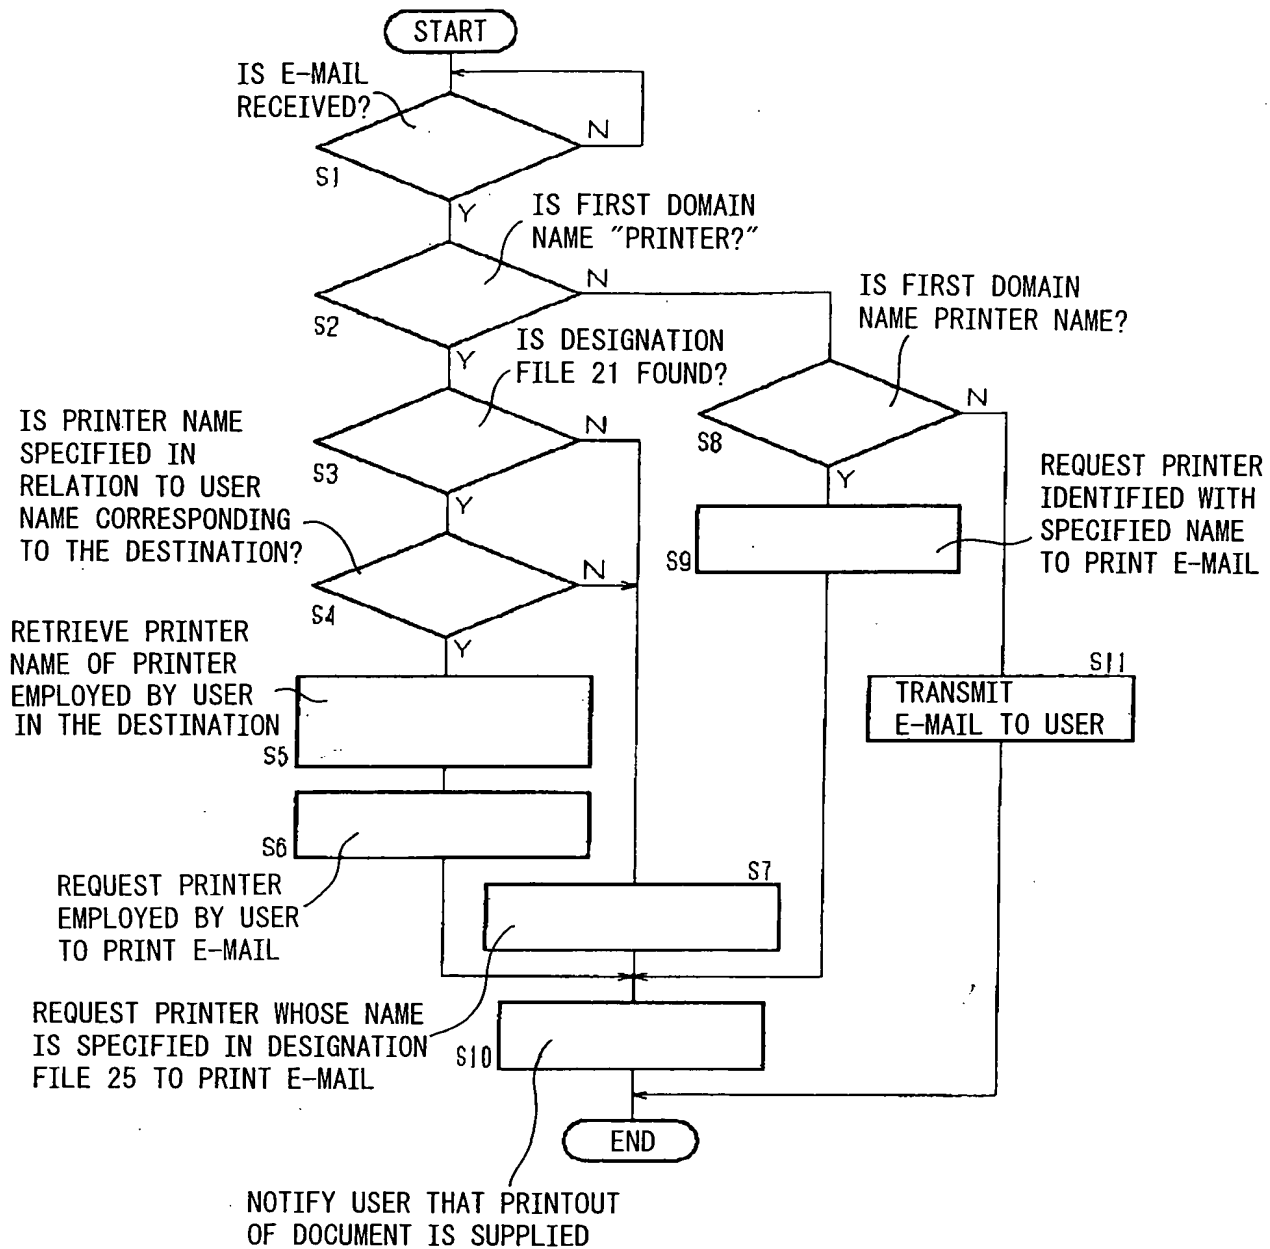 START
IS E-MAIL
RECEIVED?
N
S1
Y
IS FIRST DOMAIN
NAME "PRINTER?"
N
S2
Y
IS FIRST DOMAIN
NAME PRINTER NAME?
IS DESIGNATION
FILE 21 FOUND?
N
S3
Y
N
S8
Y
IS PRINTER NAME
SPECIFIED IN
RELATION TO USER
NAME CORRESPONDING
TO THE DESTINATION?
N
S4
Y
REQUEST PRINTER
IDENTIFIED WITH
SPECIFIED NAME
TO PRINT E-MAIL
S9
RETRIEVE PRINTER
NAME OF PRINTER
EMPLOYED BY USER
IN THE DESTINATION
S5
S11
TRANSMIT
E-MAIL TO USER
S6
REQUEST PRINTER
EMPLOYED BY USER
TO PRINT E-MAIL
S7
REQUEST PRINTER WHOSE NAME
IS SPECIFIED IN DESIGNATION
FILE 25 TO PRINT E-MAIL
S10
END
NOTIFY USER THAT PRINTOUT
OF DOCUMENT IS SUPPLIED